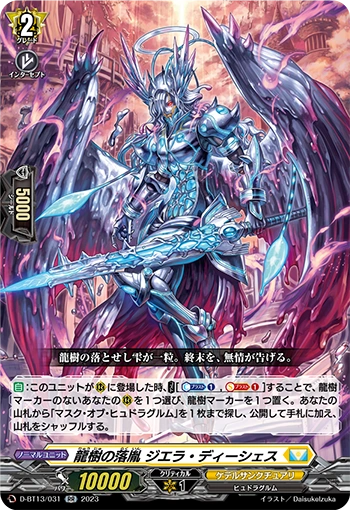 2
グレード
インターセプト
シールド
5000
龍樹の落とせし雫が一粒。終末を、無情が告げる。
自:このユニットがRに登場した時、【カウンターブラスト1、ソウルブラスト1】することで、龍樹
マーカーのないあなたのRを1つ選び、龍樹マーカーを1つ置く。あなたの
山札から「マスク・オブ・ヒュドラグルム」を1枚まで探し、公開して手札に加え、
山札をシャッフルする。
ノーマルユニット
龍樹の落胤 ジエラ・ディーシェス
パワー
10000
クリティカル
1
ケテルサンクチュアリ
ヒュドラグルム
D-BT13/031 RR 2023
イラスト/DaisukeIzuka